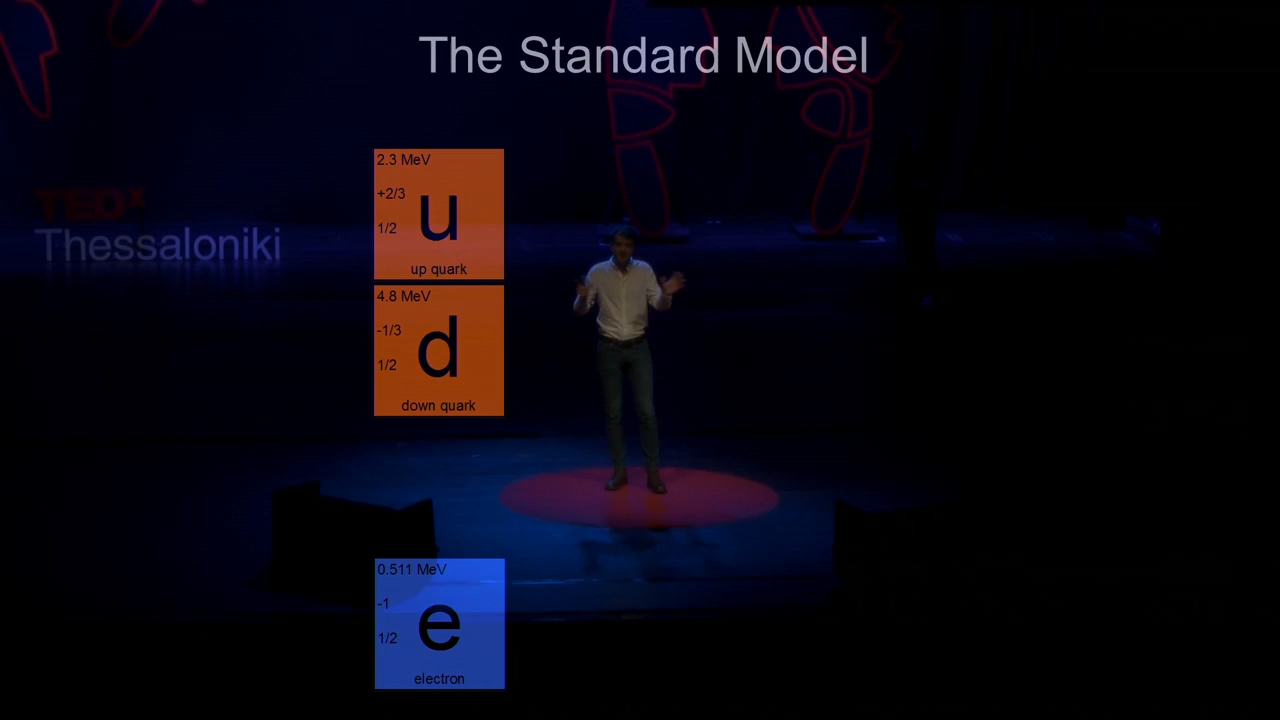 The Standard Model
2.3 MeV
+2/3
u
1/2
up quark
TEDx
Thessaloniki
4.8 MeV
-1/3
d
1/2
down quark
0.511 MeV
-1
e
1/2
electron